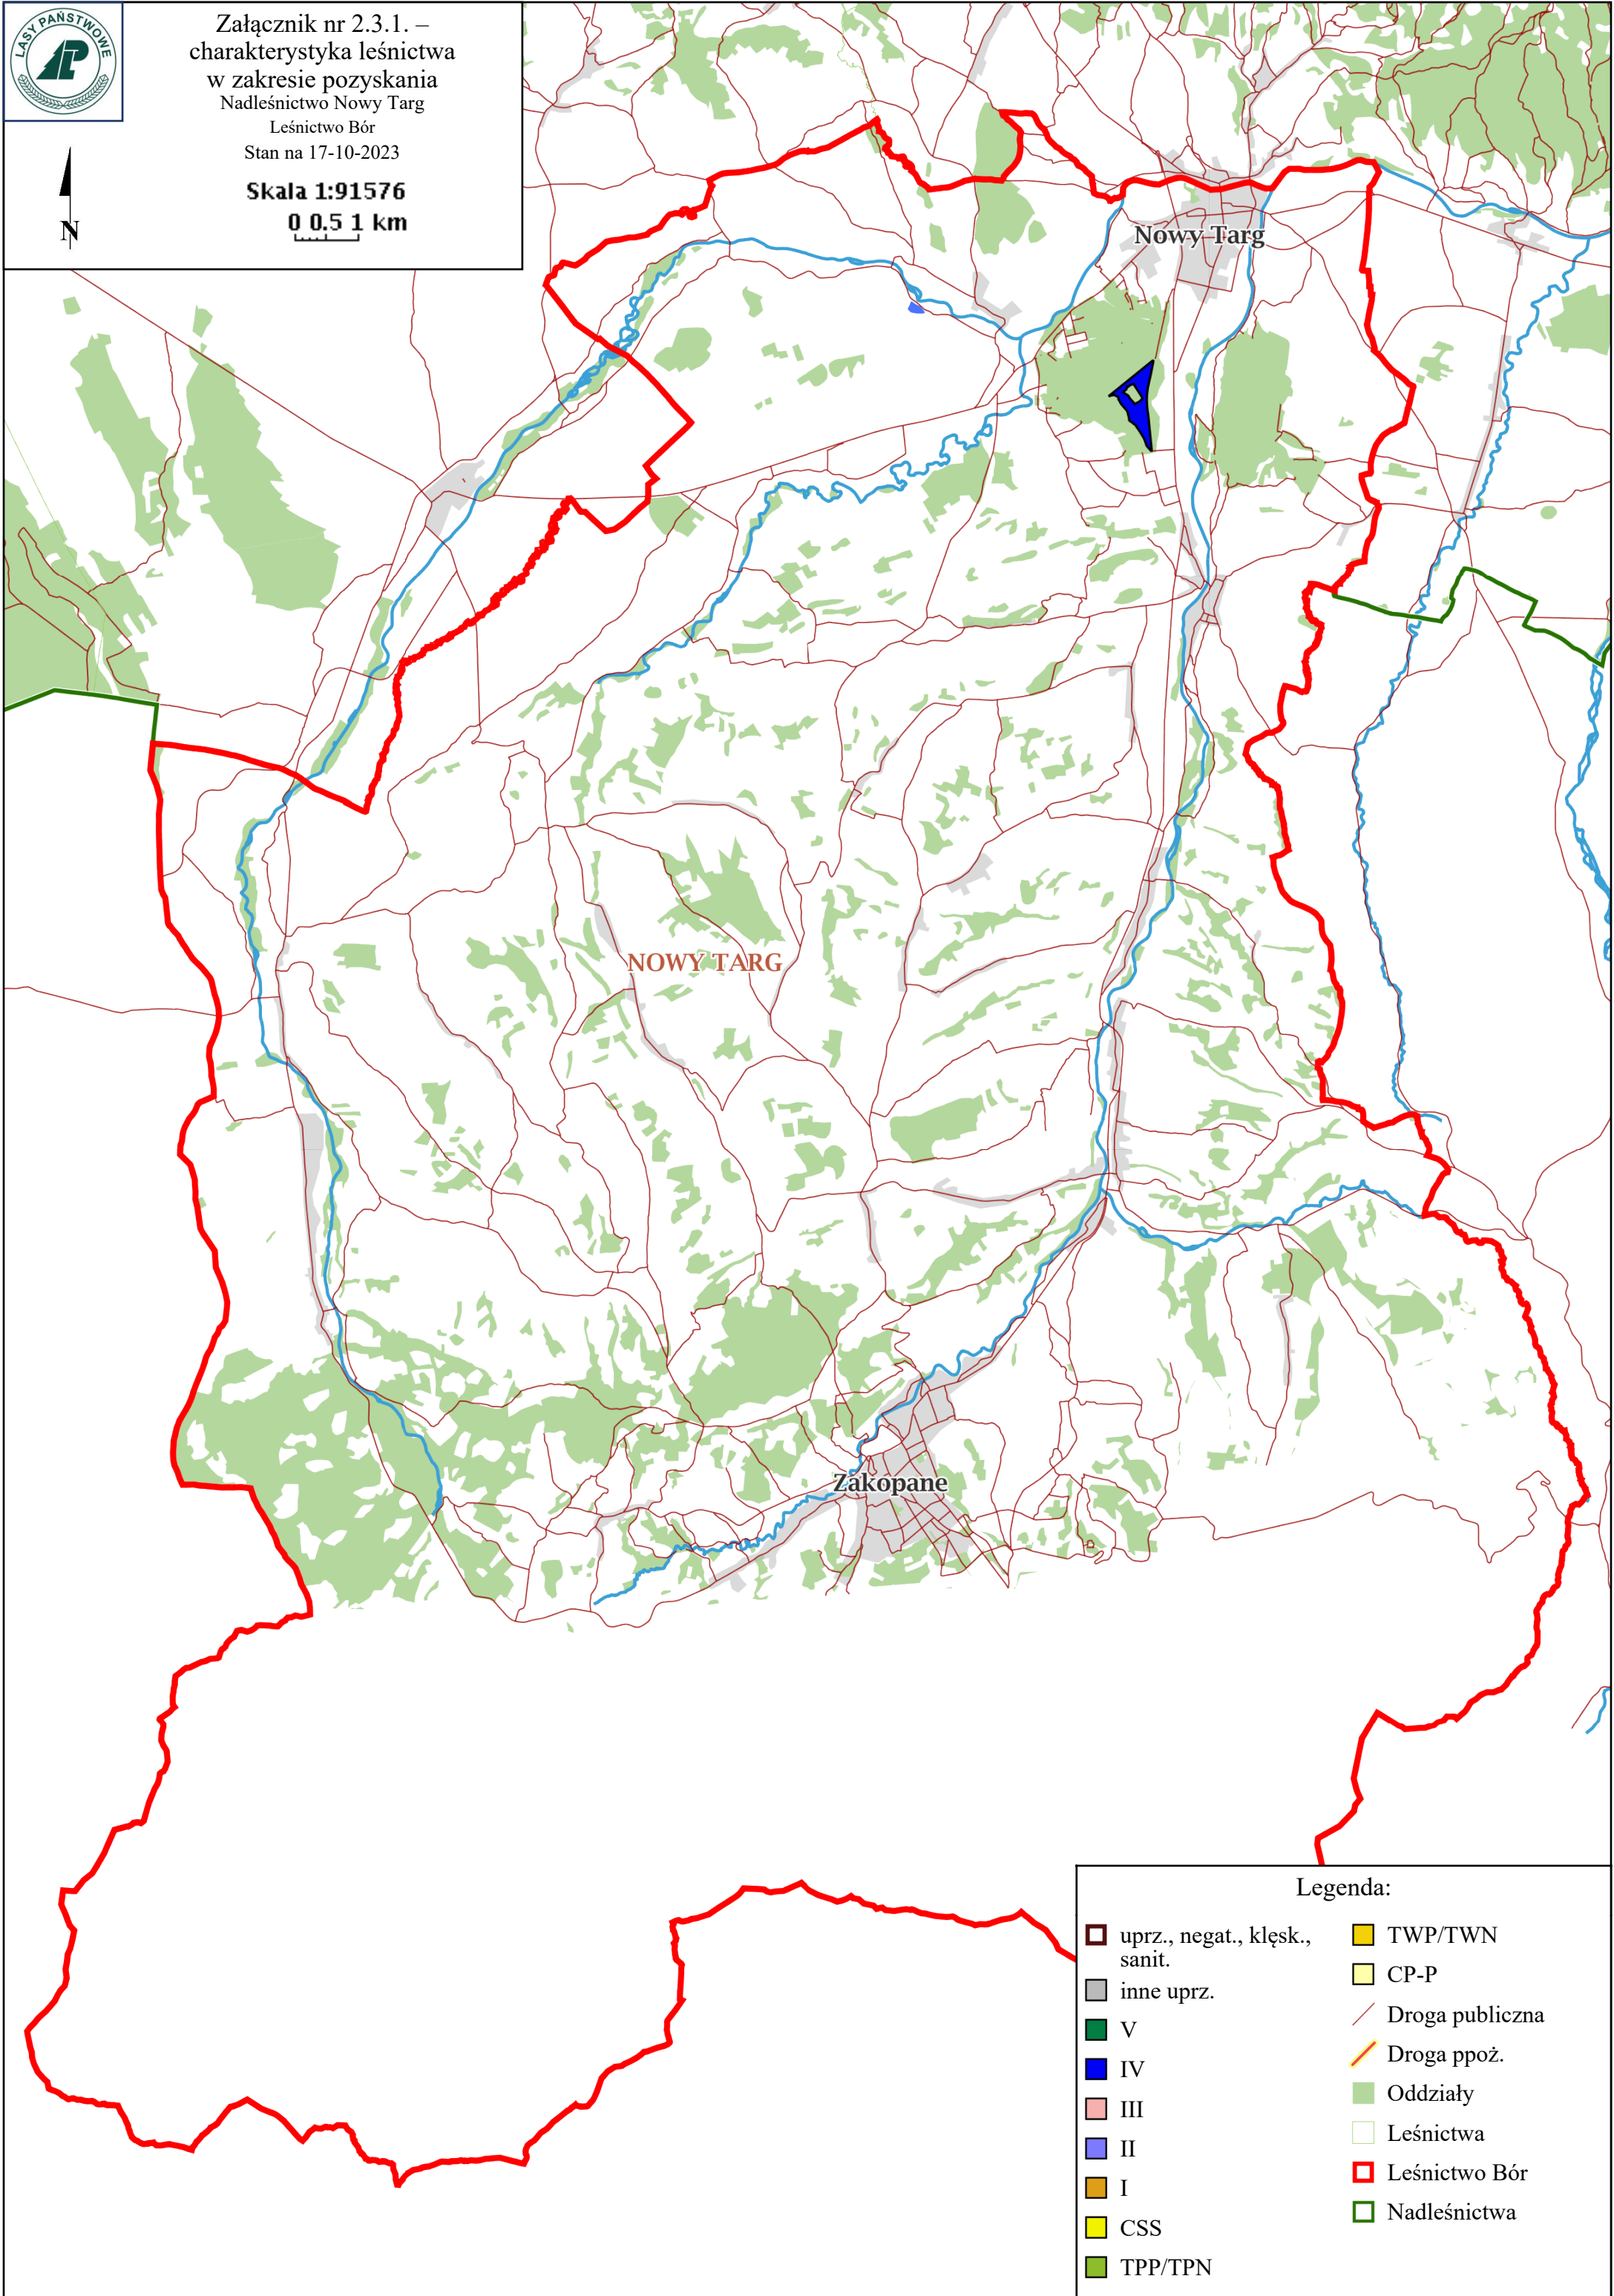 LASY PAŃSTWOWE
LP
Załącznik nr 2.3.1. –
charakterystyka leśnictwa
w zakresie pozyskania
Nadleśnictwo Nowy Targ
Leśnictwo Bór
Stan na 17-10-2023
Skala 1:91576
0 0.5 1 km
N
Nowy Targ
NOWY TARG
Zakopane
Legenda:
uprz., negat., klęsk.,
sanit.
inne uprz.
V
IV
III
II
I
CSS
TPP/TPN
TWP/TWN
CP-P
Droga publiczna
Droga ppoż.
Oddziały
Leśnictwa
Leśnictwo Bór
Nadleśnictwa